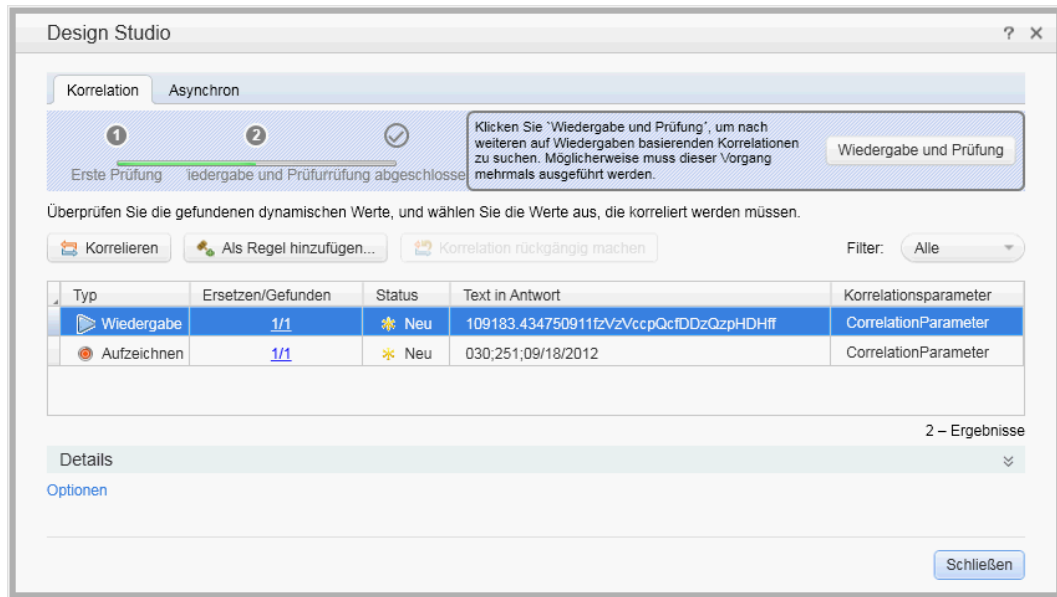 Design Studio
? ×
Korrelation Asynchron
1 2
Erste Prüfung iedergabe und Prüfurrüfung abgeschlosse
Klicken Sie `Wiedergabe und Prüfung´, um nach
weiteren auf Wiedergaben basierenden Korrelationen
zu suchen. Möglicherweise muss dieser Vorgang
mehrmals ausgeführt werden.
Wiedergabe und Prüfung
Überprüfen Sie die gefundenen dynamischen Werte, und wählen Sie die Werte aus, die korreliert werden müssen.
Korrelieren Als Regel hinzufügen... Korrelation rückgängig machen Filter: Alle
Typ Ersetzen/Gefunden Status Text in Antwort Korrelationsparameter
Wiedergabe 1/1 Neu 109183.434750911fzVzVccpQcfDDzQzpHDHff CorrelationParameter
Aufzeichnen 1/1 Neu 030;251;09/18/2012 CorrelationParameter
2 – Ergebnisse
Details
Optionen
Schließen